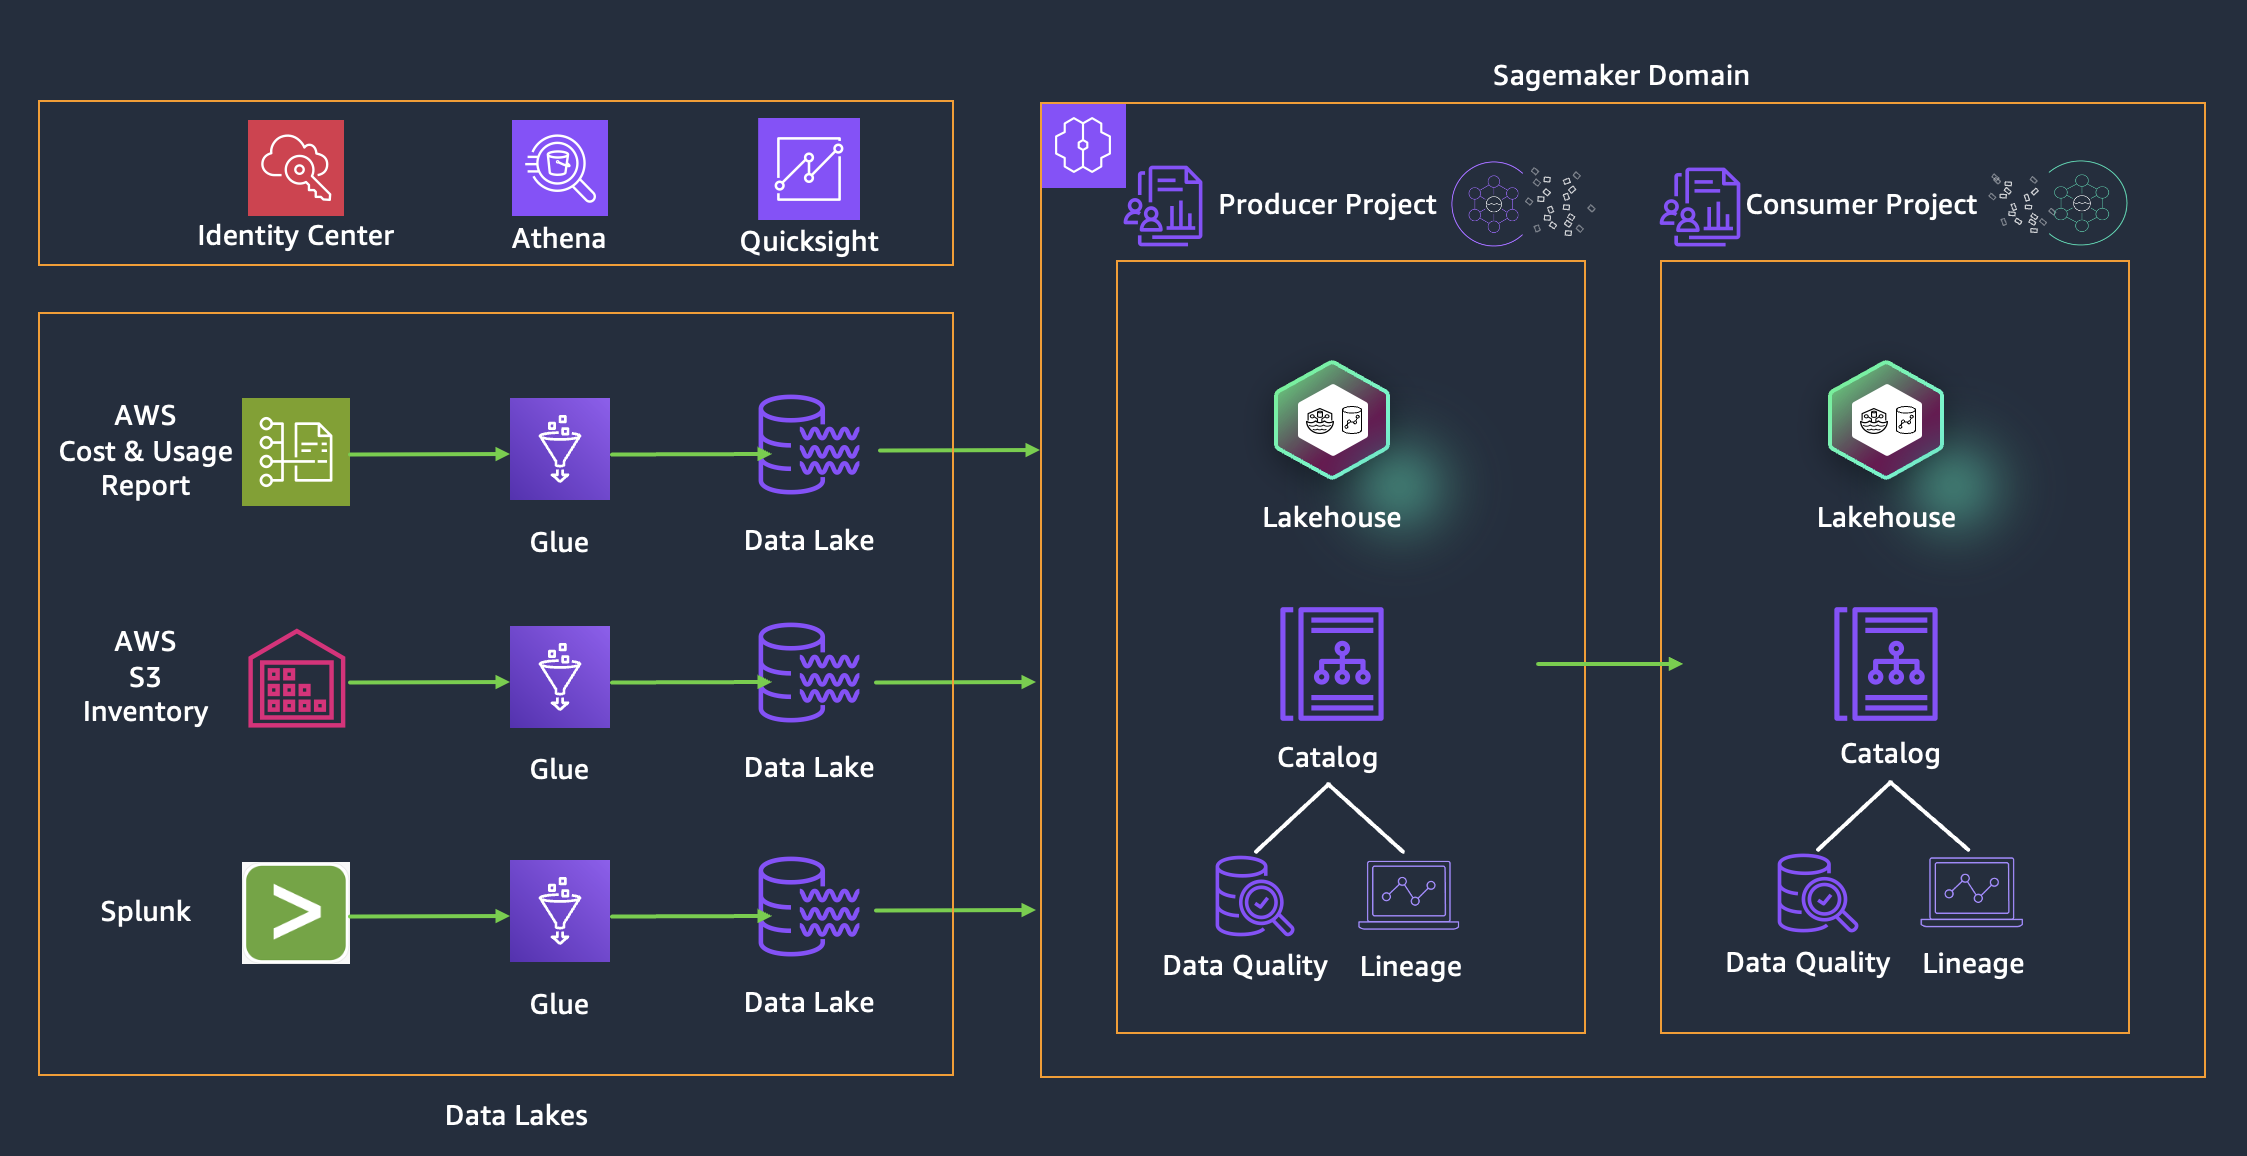 Sagemaker Domain
Identity Center
Athena
Quicksight
Producer Project
Consumer Project
AWS
Cost & Usage
Report
Glue
Data Lake
Lakehouse
Lakehouse
AWS
S3
Inventory
Glue
Data Lake
Catalog
Catalog
Splunk
Glue
Data Lake
Data Quality
Lineage
Data Quality
Lineage
Data Lakes